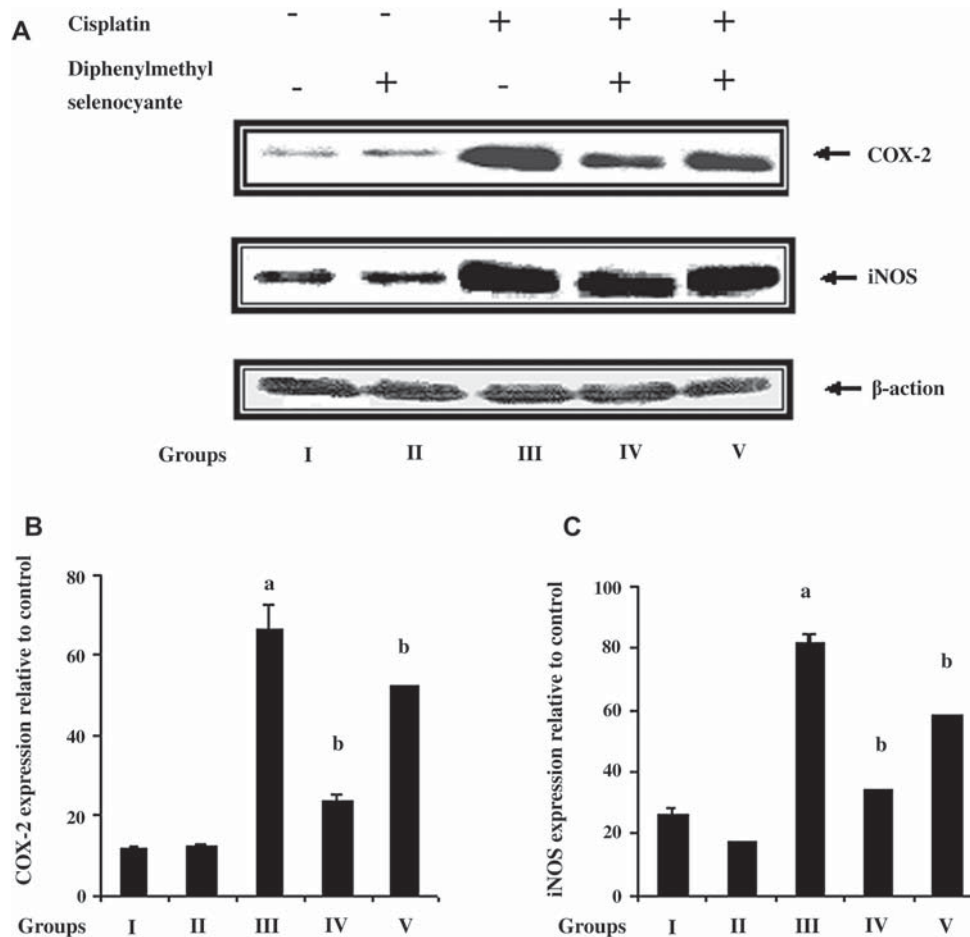 A
Cisplatin - - + + +
Diphenylmethyl
selenocyante - + - + +
COX-2
iNOS
β-action
Groups I II III IV V
B
COX-2 expression relative to control
80
60
40
20
0
a
b
b
Groups I II III IV V
C
iNOS expression relative to control
100
80
60
40
20
0
a
b
b
Groups I II III IV V